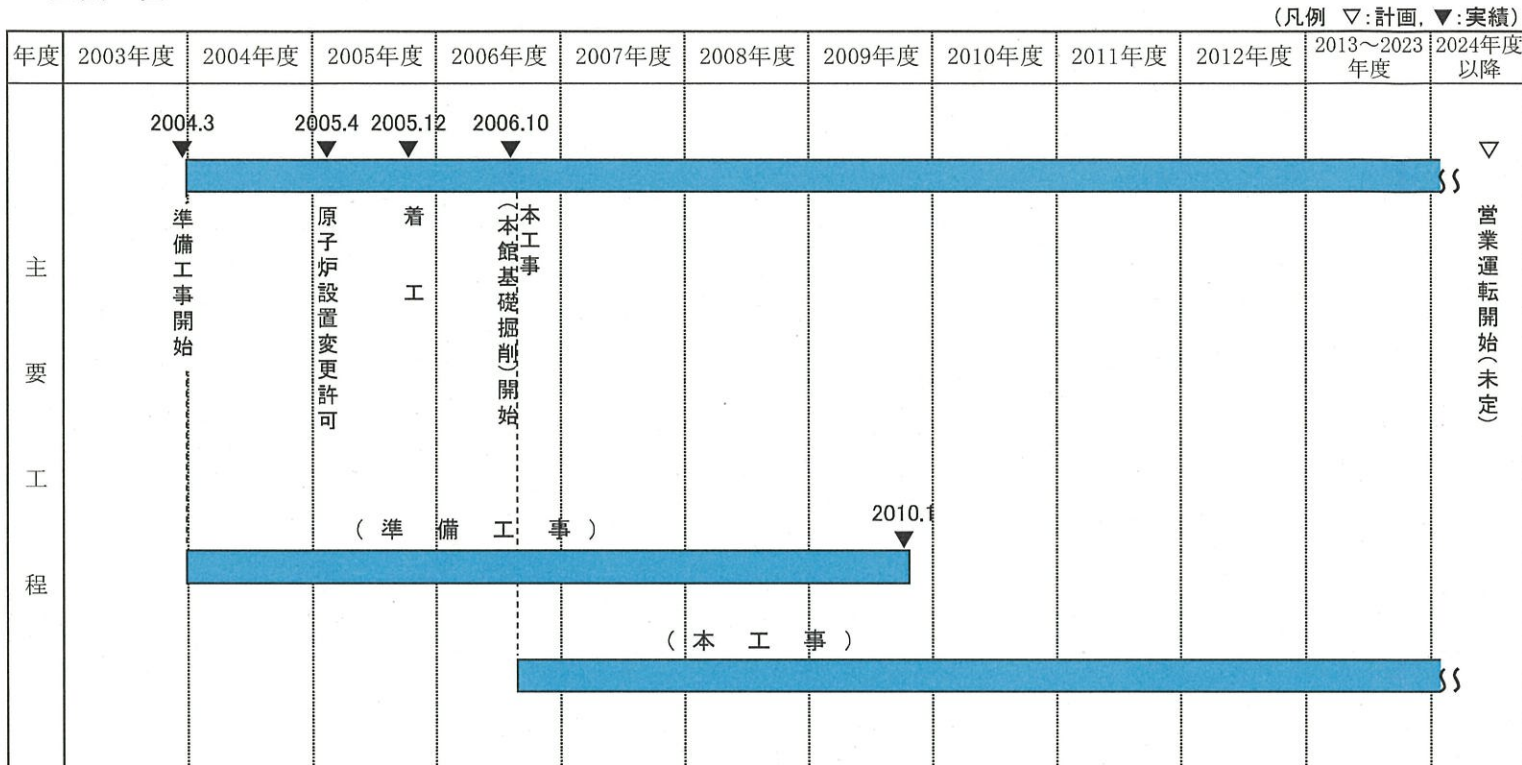 (凡例 ▽:計画, ▼:実績)
年度
2003年度
2004年度
2005年度
2006年度
2007年度
2008年度
2009年度
2010年度
2011年度
2012年度
2013～2023
年度
2024年度
以降
主要工程
2004.3
▼
準備工事開始
2005.4
▼
原子炉設置変更許可
2005.12
▼
着工
2006.10
▼
本工事
(本館基礎掘削)開始
▽
営業運転開始(未定)
(準備工事)
2010.1
▼
(本工事)